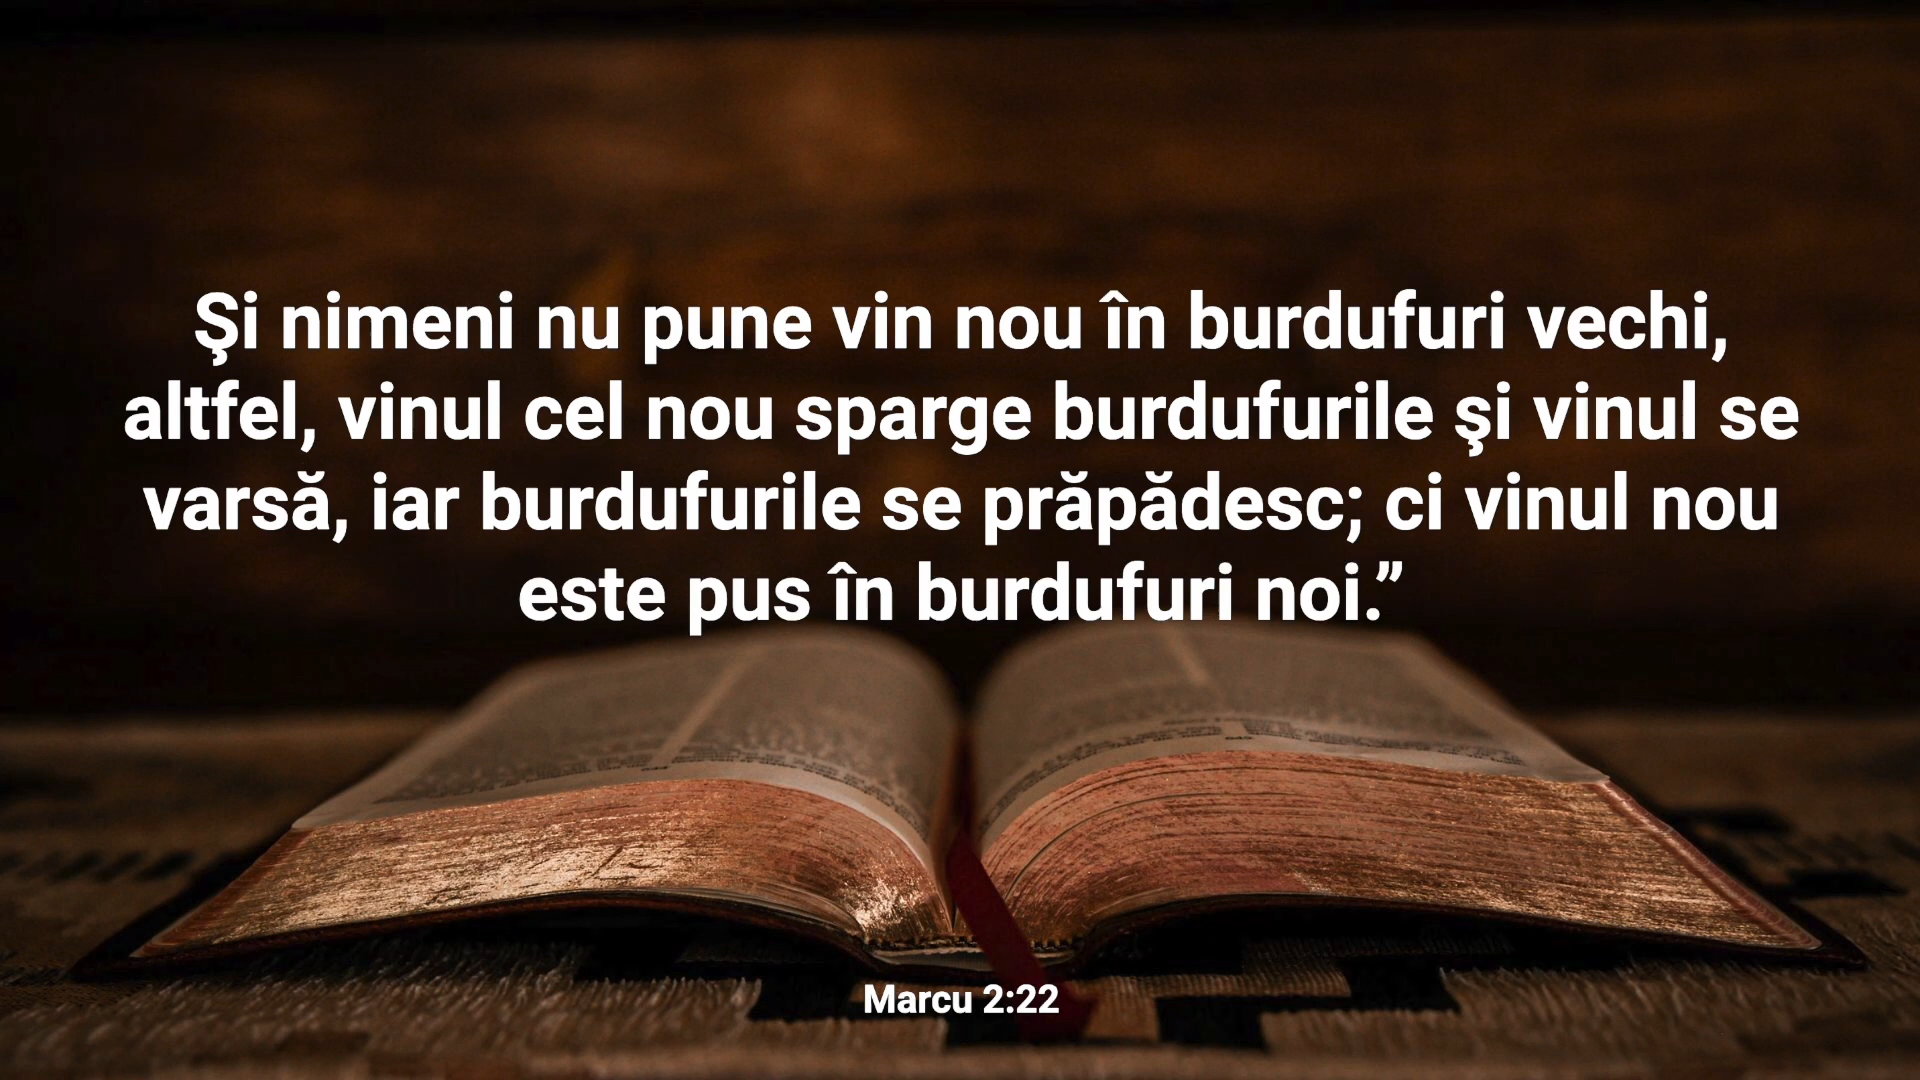 Şi nimeni nu pune vin nou în burdufuri vechi,
altfel, vinul cel nou sparge burdufurile şi vinul se
varsă, iar burdufurile se prăpădesc; ci vinul nou
este pus în burdufuri noi.”
Marcu 2:22